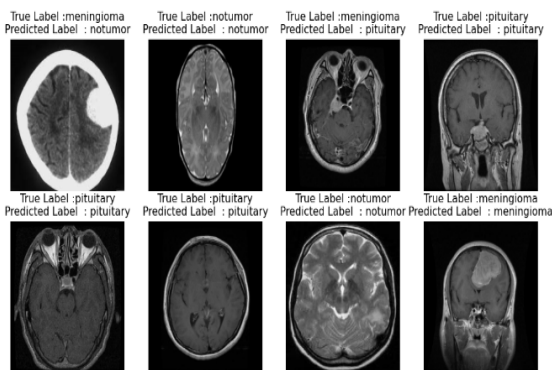 True Label :meningioma
Predicted Label  : notumor
True Label :notumor
Predicted Label  : notumor
True Label :meningioma
Predicted Label  : pituitary
True Label :pituitary
Predicted Label  : pituitary
True Label :pituitary
Predicted Label  : pituitary
True Label :pituitary
Predicted Label  : pituitary
True Label :notumor
Predicted Label  : notumor
True Label :meningioma
Predicted Label  : meningioma